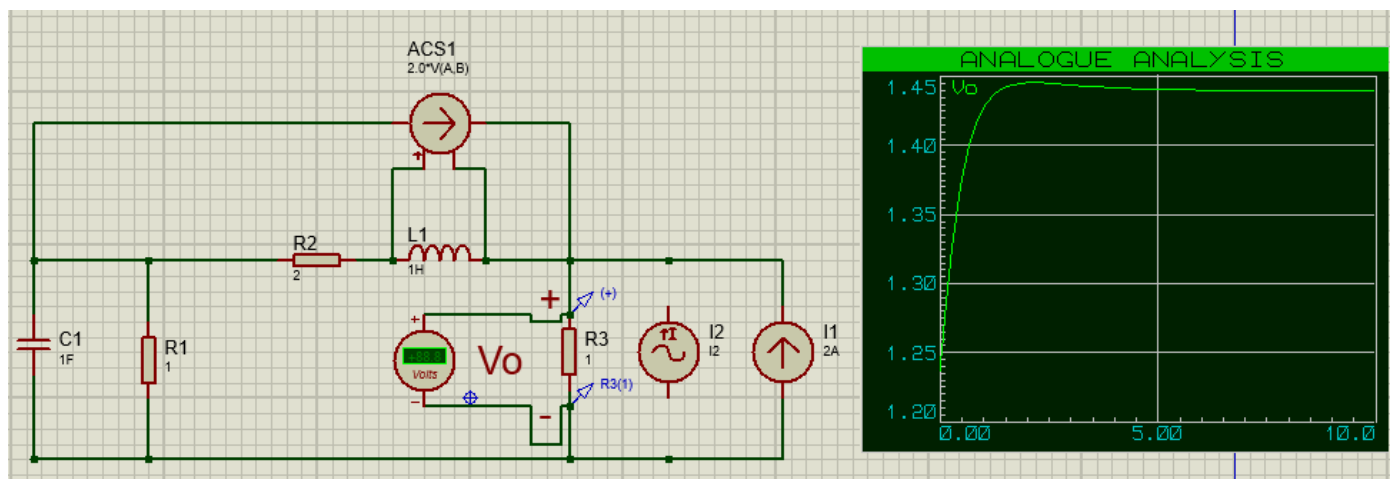 ACS1
2.0*V(A,B)
R2
2
L1
1H
C1
1F
R1
1
+
-
+88.8
Volts
Vo
+
-
(+)
R3
1
R3(1)
I2
I2
I1
2A
ANALOGUE ANALYSIS
Vo
1.45
1.40
1.35
1.30
1.25
1.20
0.00
5.00
10.0